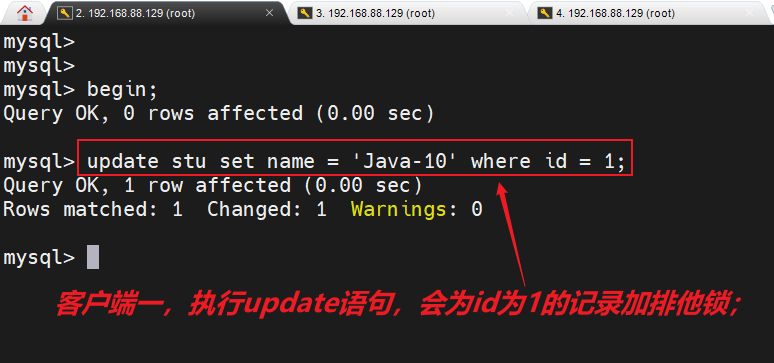 2. 192.168.88.129 (root)
3. 192.168.88.129 (root)
4. 192.168.88.129 (root)
mysql>
mysql>
mysql> begin;
Query OK, 0 rows affected (0.00 sec)
mysql> update stu set name = 'Java-10' where id = 1;
Query OK, 1 row affected (0.00 sec)
Rows matched: 1  Changed: 1  Warnings: 0
mysql>
客户端一，执行update语句，会为id为1的记录加排他锁；